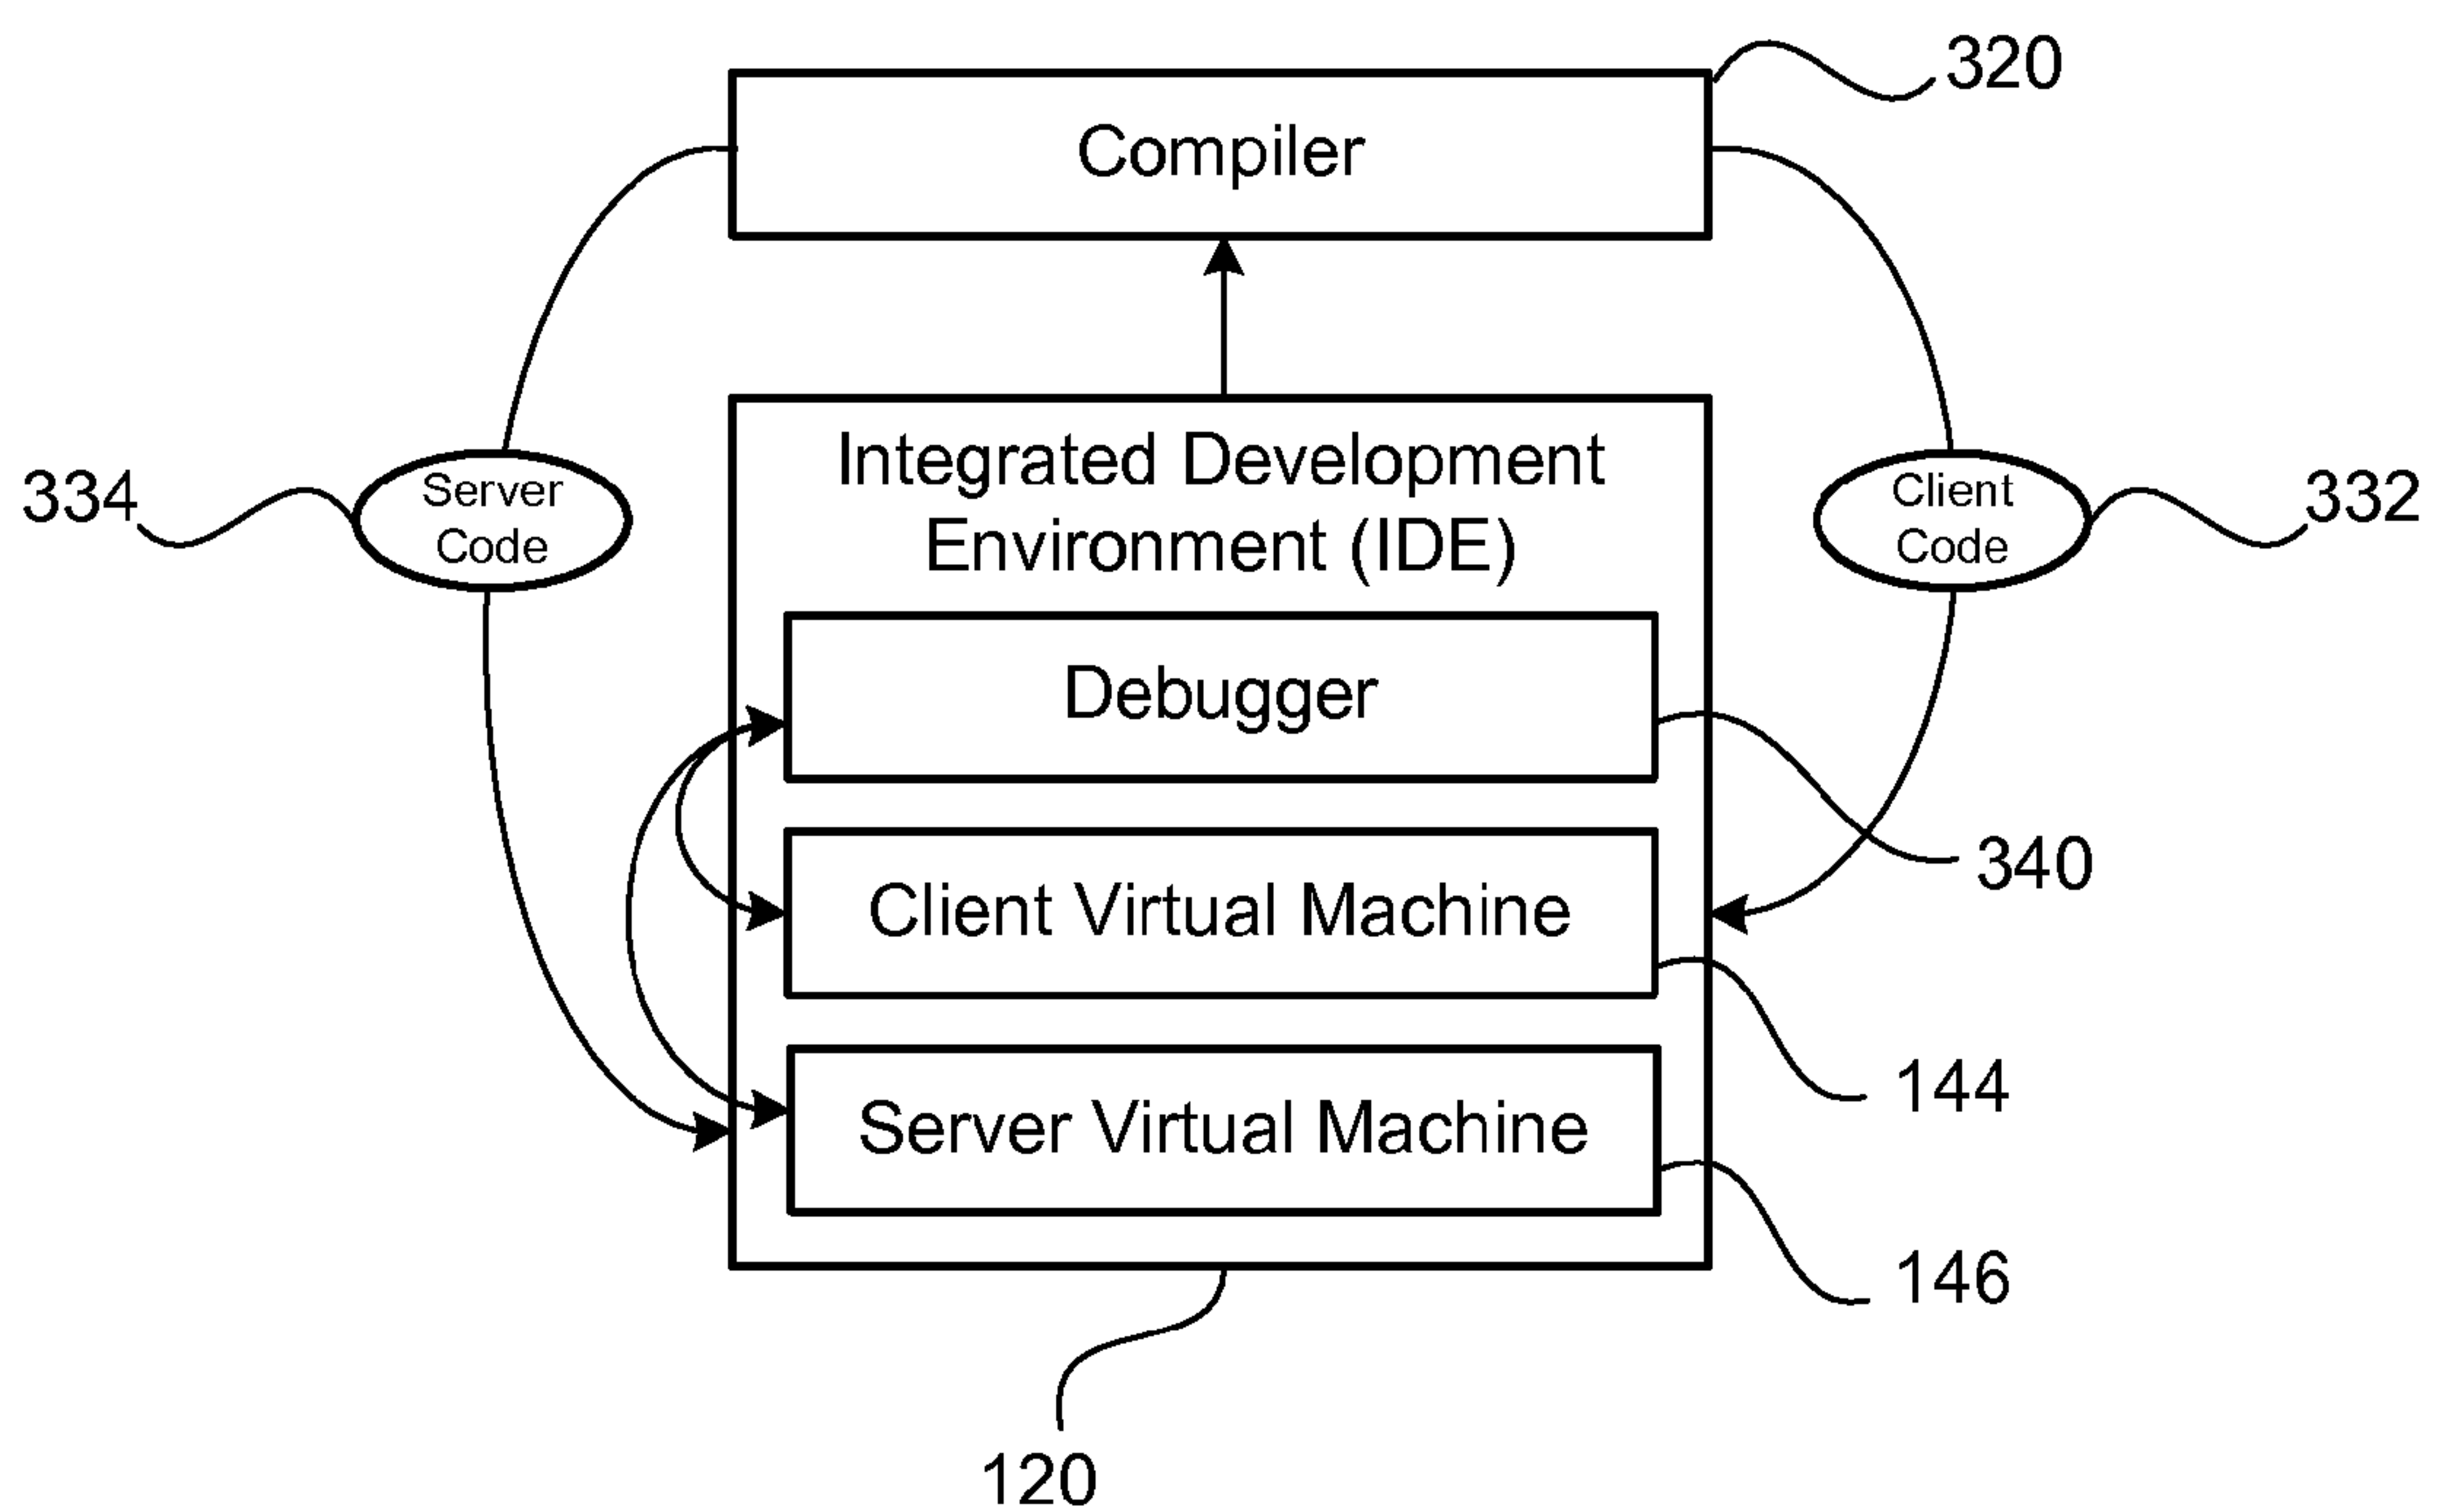 320
Compiler
Integrated Development
Environment (IDE)
334
Server
Code
Client
Code
332
Debugger
340
Client Virtual Machine
144
Server Virtual Machine
146
120